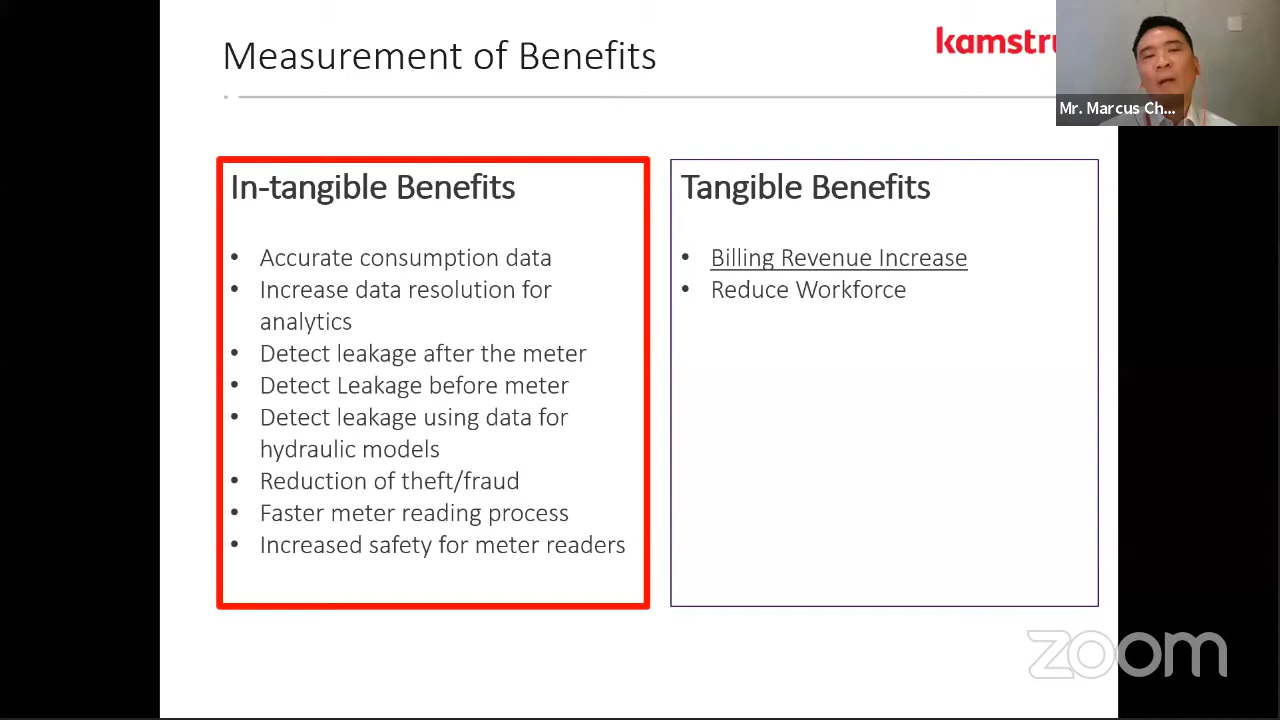 Measurement of Benefits
kamstru
Mr. Marcus Ch...
In-tangible Benefits
• Accurate consumption data
• Increase data resolution for
analytics
• Detect leakage after the meter
• Detect Leakage before meter
• Detect leakage using data for
hydraulic models
• Reduction of theft/fraud
• Faster meter reading process
• Increased safety for meter readers
Tangible Benefits
• Billing Revenue Increase
• Reduce Workforce
zoom